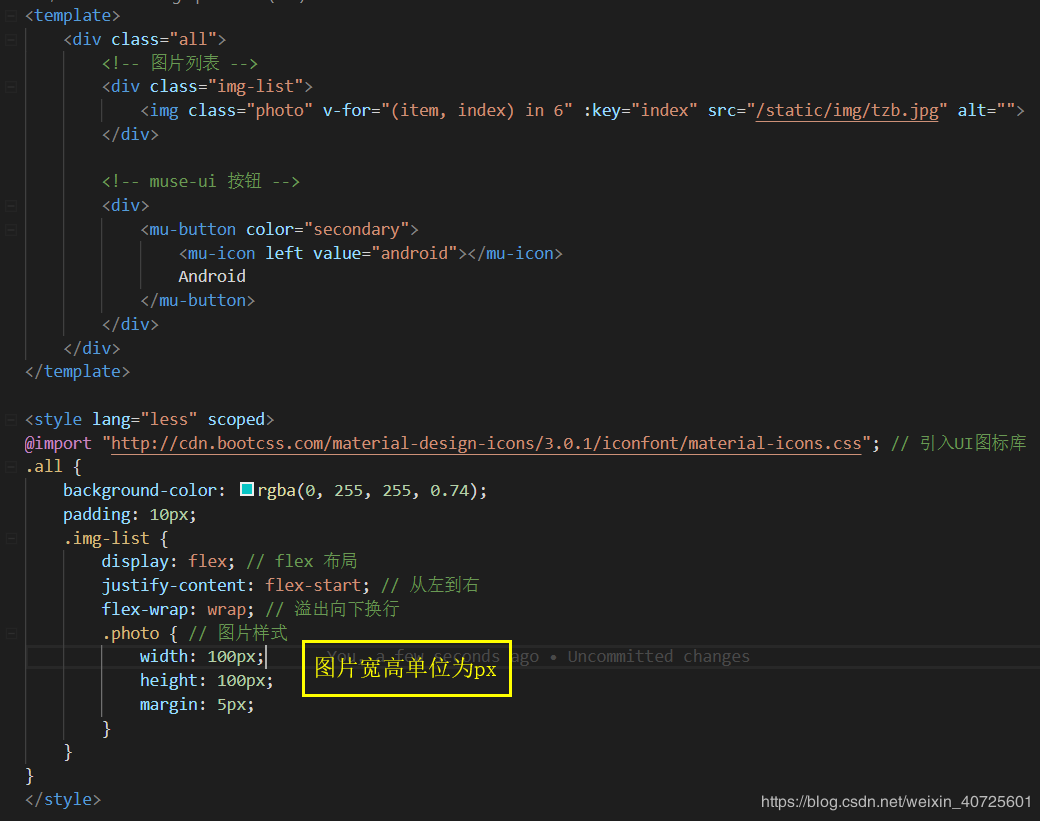 <template>
<div class="all">
<!-- 图片列表 -->
<div class="img-list">
<img class="photo" v-for="(item, index) in 6" :key="index" src="/static/img/tzb.jpg" alt="">
</div>
<!-- muse-ui 按钮 -->
<div>
<mu-button color="secondary">
<mu-icon left value="android"></mu-icon>
Android
</mu-button>
</div>
</div>
</template>
<style lang="less" scoped>
@import "http://cdn.bootcss.com/material-design-icons/3.0.1/iconfont/material-icons.css"; // 引入UI图标库
.all {
background-color: rgba(0, 255, 255, 0.74);
padding: 10px;
.img-list {
display: flex; // flex 布局
justify-content: flex-start; // 从左到右
flex-wrap: wrap; // 溢出向下换行
.photo { // 图片样式
width: 100px; You, a few seconds ago • Uncommitted changes
图片宽高单位为px
height: 100px;
margin: 5px;
}
}
}
</style>
https://blog.csdn.net/weixin_40725601